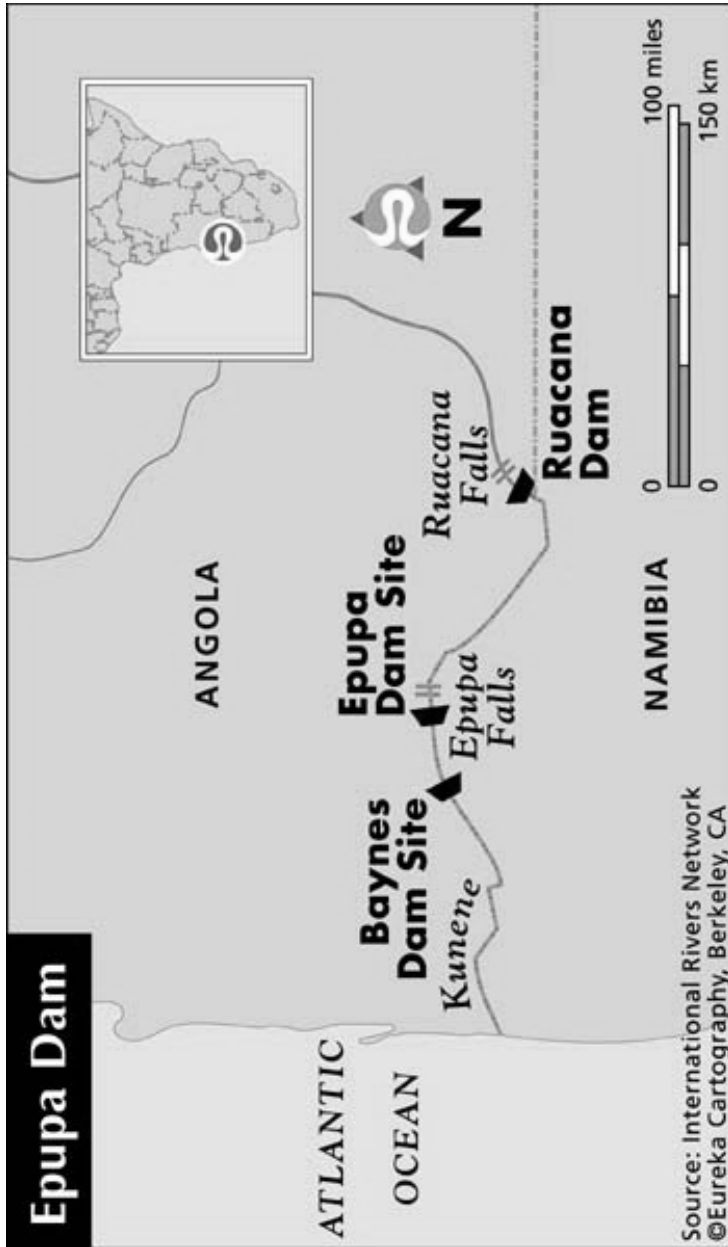 Epupa Dam
ATLANTIC
OCEAN
ANGOLA
Kunene
Baynes
Dam Site
Epupa
Dam Site
Epupa
Falls
Ruacana
Falls
Ruacana
Dam
NAMIBIA
N
0
100 miles
0
150 km
Source: International Rivers Network
©Eureka Cartography, Berkeley, CA